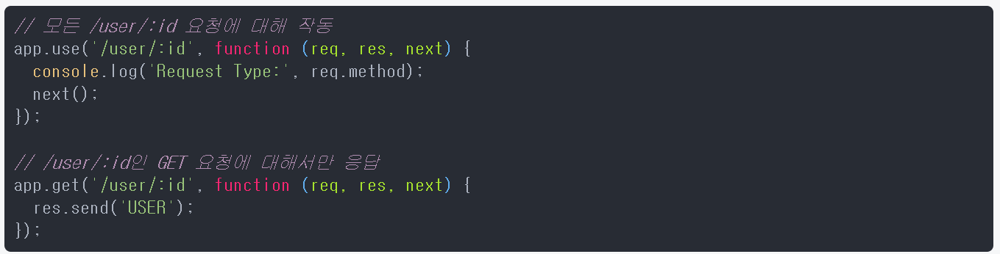 // 모든 /user/:id 요청에 대해 작동
app.use('/user/:id', function (req, res, next) {
  console.log('Request Type:', req.method);
  next();
});
// /user/:id인 GET 요청에 대해서만 응답
app.get('/user/:id', function (req, res, next) {
  res.send('USER');
});